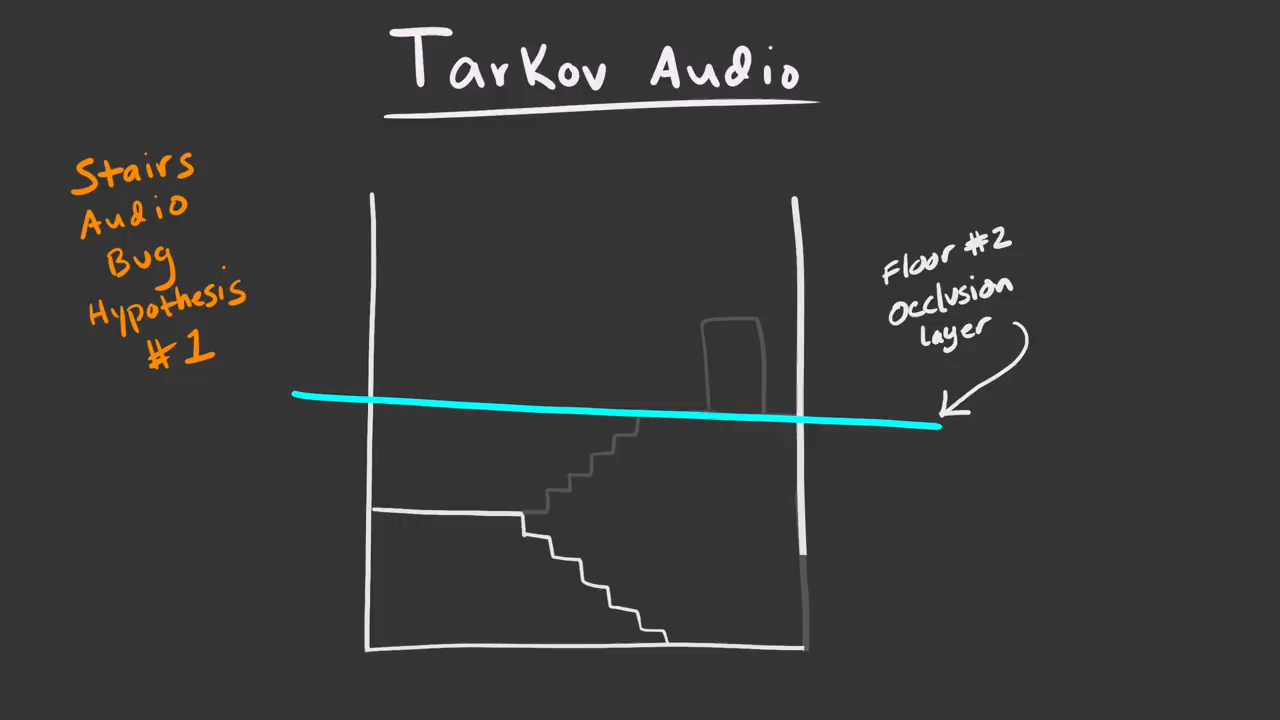 Tarkov Audio
Stairs
Audio
Bug
Hypothesis
#1
Floor #2
Occlusion
layer